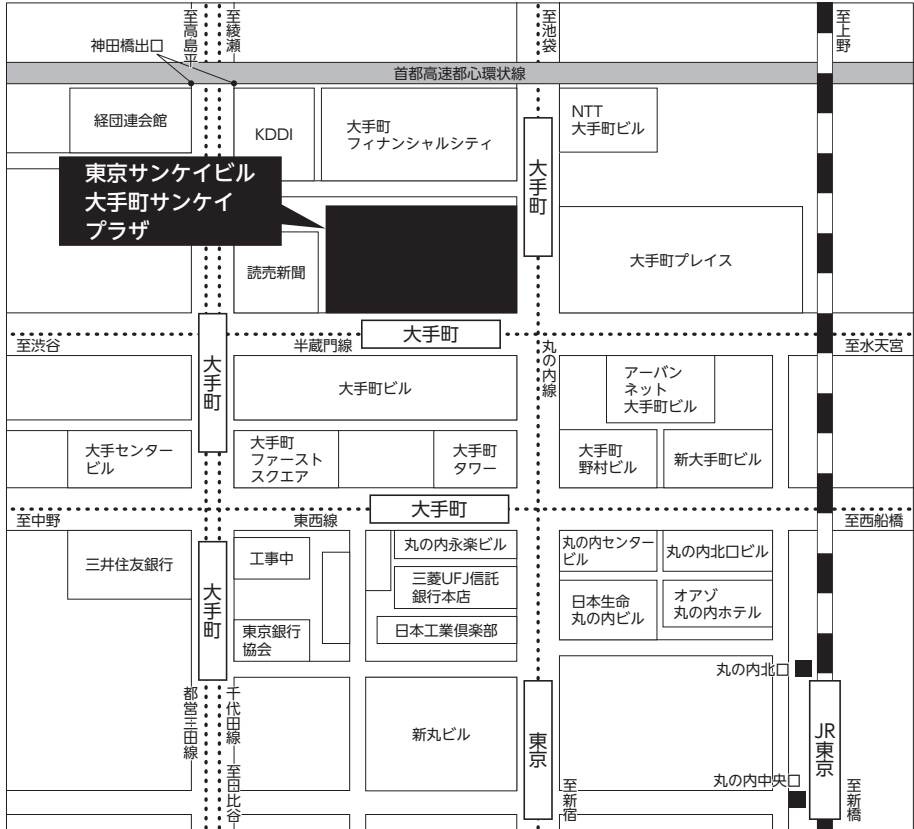 至高島平
至綾瀬
至池袋
至上野
神田橋出口
首都高速都心環状線
経団連会館
KDDI
大手町
フィナンシャルシティ
NTT
大手町ビル
大手町
東京サンケイビル
大手町サンケイ
プラザ
読売新聞
大手町プレイス
大手町
至渋谷
半蔵門線
至水天宮
大手町
丸の内線
大手町ビル
アーバン
ネット
大手町ビル
大手センター
ビル
大手町
ファースト
スクエア
大手町
タワー
大手町
野村ビル
新大手町ビル
大手町
至中野
東西線
至西船橋
三井住友銀行
大手町
工事中
丸の内永楽ビル
三菱UFJ信託
銀行本店
日本工業倶楽部
東京銀行
協会
丸の内センター
ビル
丸の内北口ビル
日本生命
丸の内ビル
オアゾ
丸の内ホテル
丸の内北口
都営三田線
千代田線
至日比谷
新丸ビル
東京
至新宿
丸の内中央口
JR
東京
至新橋